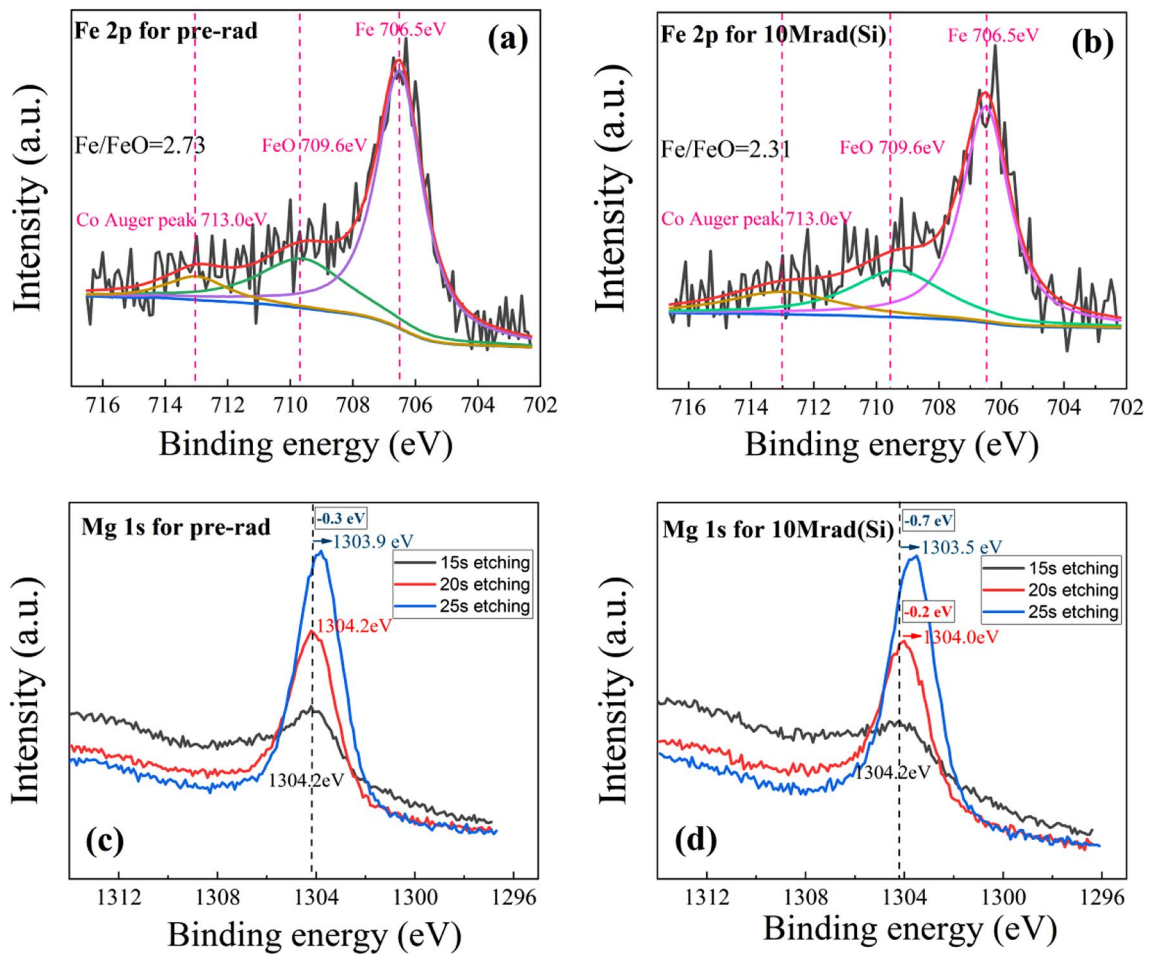 Fe 2p for pre-rad
Fe 706.5eV
(a)
Fe/FeO=2.73
FeO 709.6eV
Co Auger peak 713.0eV
Intensity (a.u.)
716 714 712 710 708 706 704 702
Binding energy (eV)
Fe 2p for 10Mrad(Si)
Fe 706.5eV
(b)
Fe/FeO=2.31
FeO 709.6eV
Co Auger peak 713.0eV
Intensity (a.u.)
716 714 712 710 708 706 704 702
Binding energy (eV)
Mg 1s for pre-rad
-0.3 eV
1303.9 eV
15s etching
20s etching
25s etching
1304.2eV
1304.2eV
(c)
Intensity (a.u.)
1312 1308 1304 1300 1296
Binding energy (eV)
Mg 1s for 10Mrad(Si)
-0.7 eV
1303.5 eV
15s etching
20s etching
25s etching
-0.2 eV
1304.0eV
1304.2eV
(d)
Intensity (a.u.)
1312 1308 1304 1300 1296
Binding energy (eV)